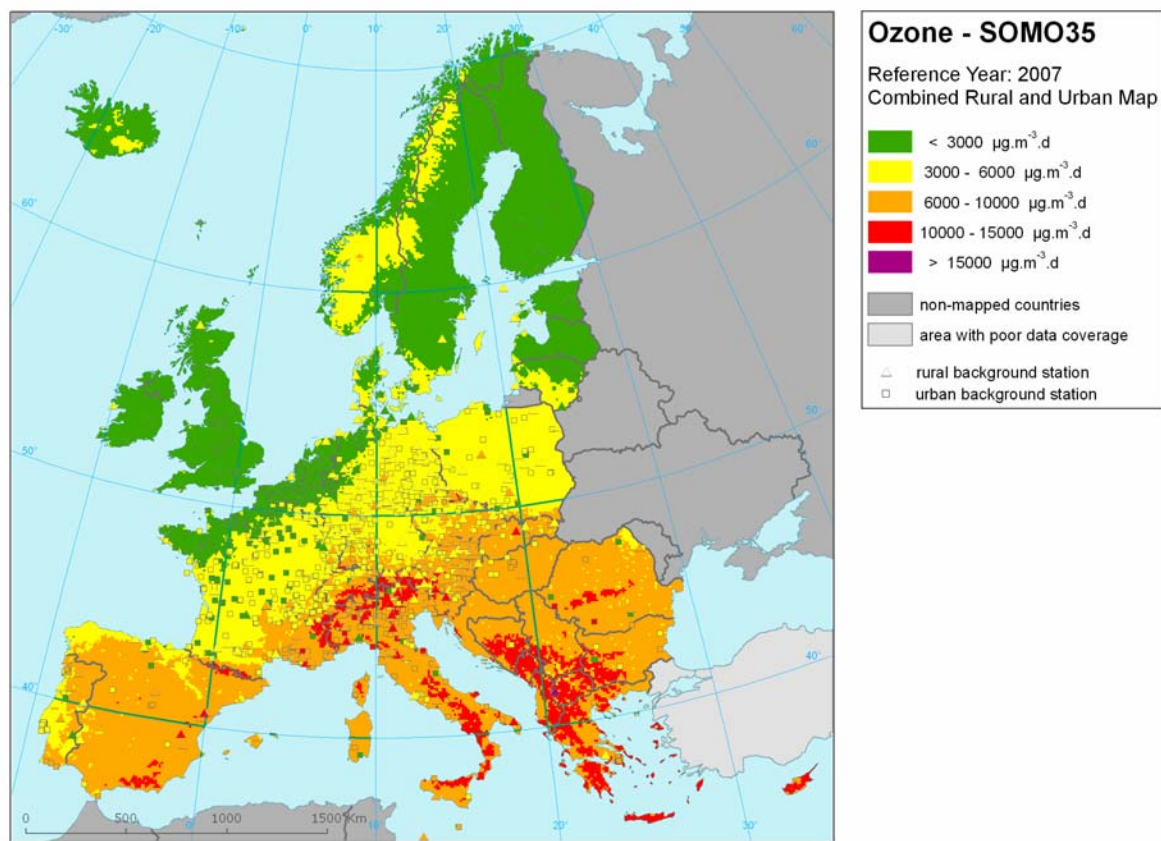 -30°
-20°
-10°
0°
10°
20°
30°
40°
50°
60°
60°
60°
50°
50°
40°
40°
0°
10°
20°
30°
0 500 1000 1500 Km
Ozone - SOMO35
Reference Year: 2007
Combined Rural and Urban Map
< 3000 µg.m⁻³.d
3000 - 6000 µg.m⁻³.d
6000 - 10000 µg.m⁻³.d
10000 - 15000 µg.m⁻³.d
> 15000 µg.m⁻³.d
non-mapped countries
area with poor data coverage
rural background station
urban background station